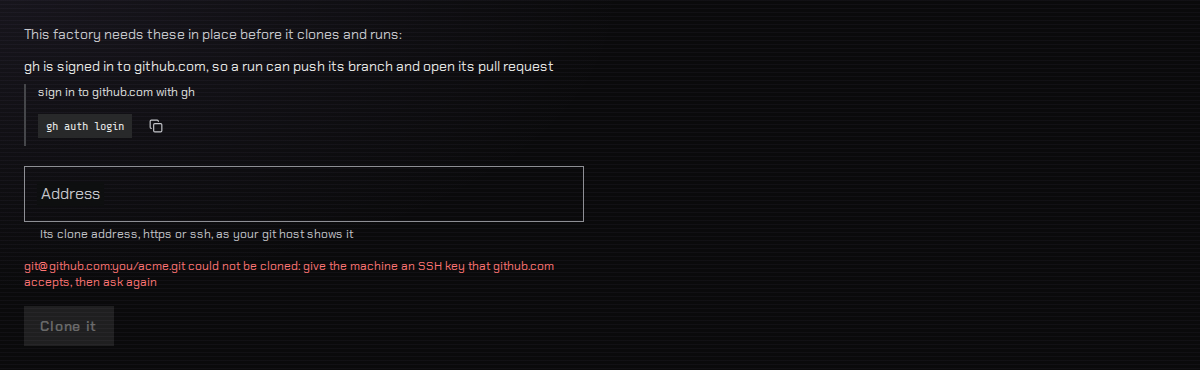 This factory needs these in place before it clones and runs:
gh is signed in to github.com, so a run can push its branch and open its pull request
sign in to github.com with gh
gh auth login
Address
Its clone address, https or ssh, as your git host shows it
git@github.com:you/acme.git could not be cloned: give the machine an SSH key that github.com
accepts, then ask again
Clone it